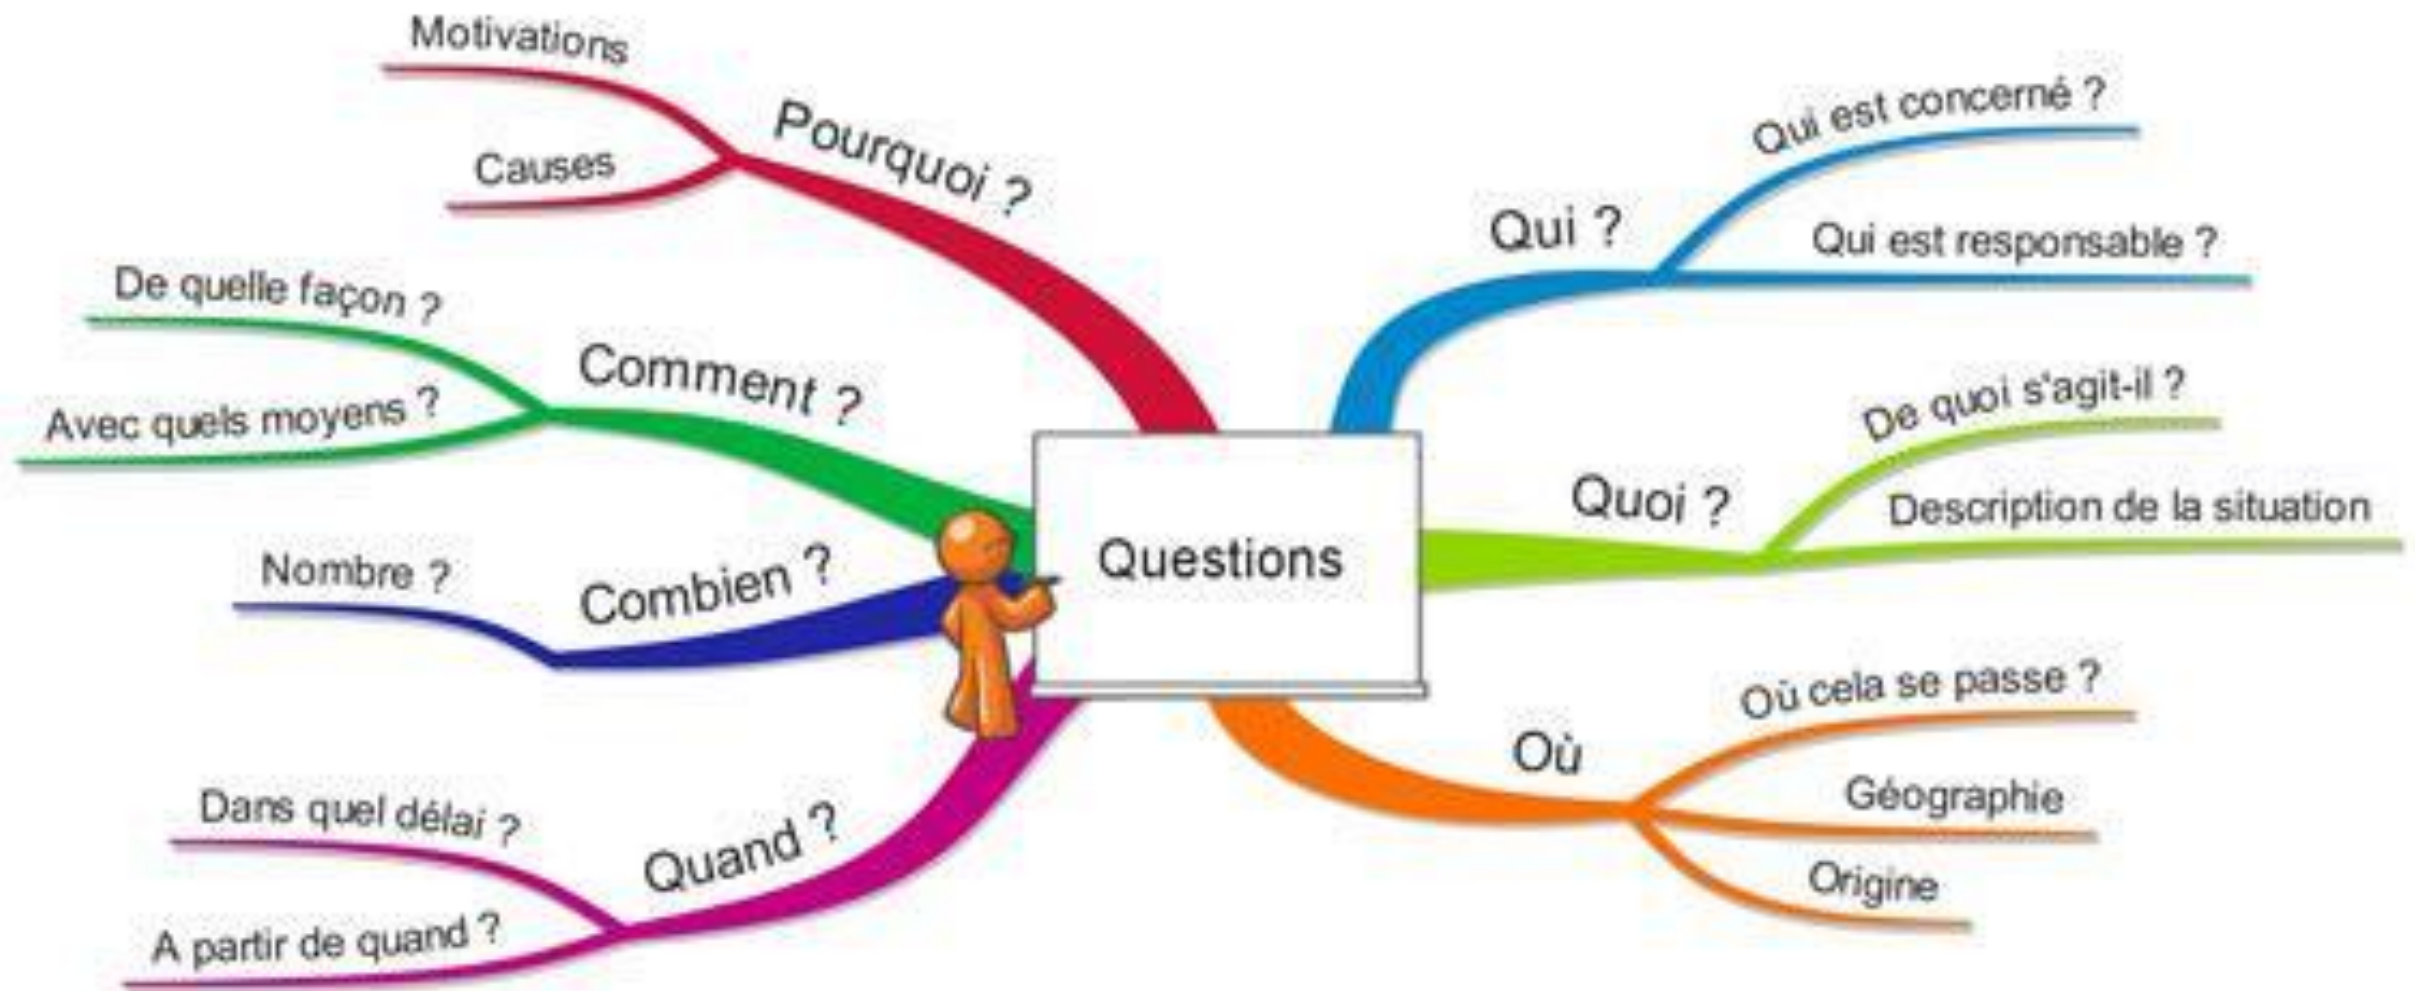 Motivations
Causes
Pourquoi ?
De quelle façon ?
Avec quels moyens ?
Comment ?
Nombre ?
Combien ?
Dans quel délai ?
A partir de quand ?
Quand ?
Questions
Qui ?
Qui est concerné ?
Qui est responsable ?
Quoi ?
De quoi s'agit-il ?
Description de la situation
Où
Où cela se passe ?
Géographie
Origine